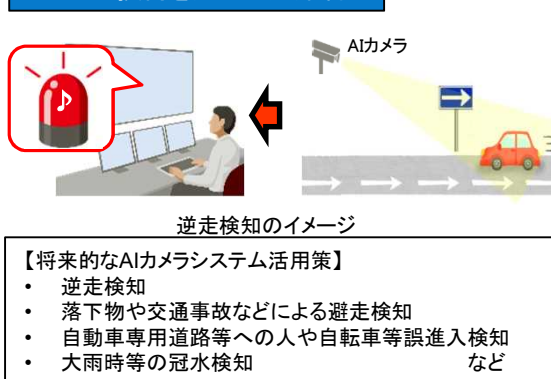 AIカメラ
逆走検知のイメージ
【将来的なAIカメラシステム活用策】
• 逆走検知
• 落下物や交通事故などによる避走検知
• 自動車専用道路等への人や自転車等誤進入検知
• 大雨時等の冠水検知 など